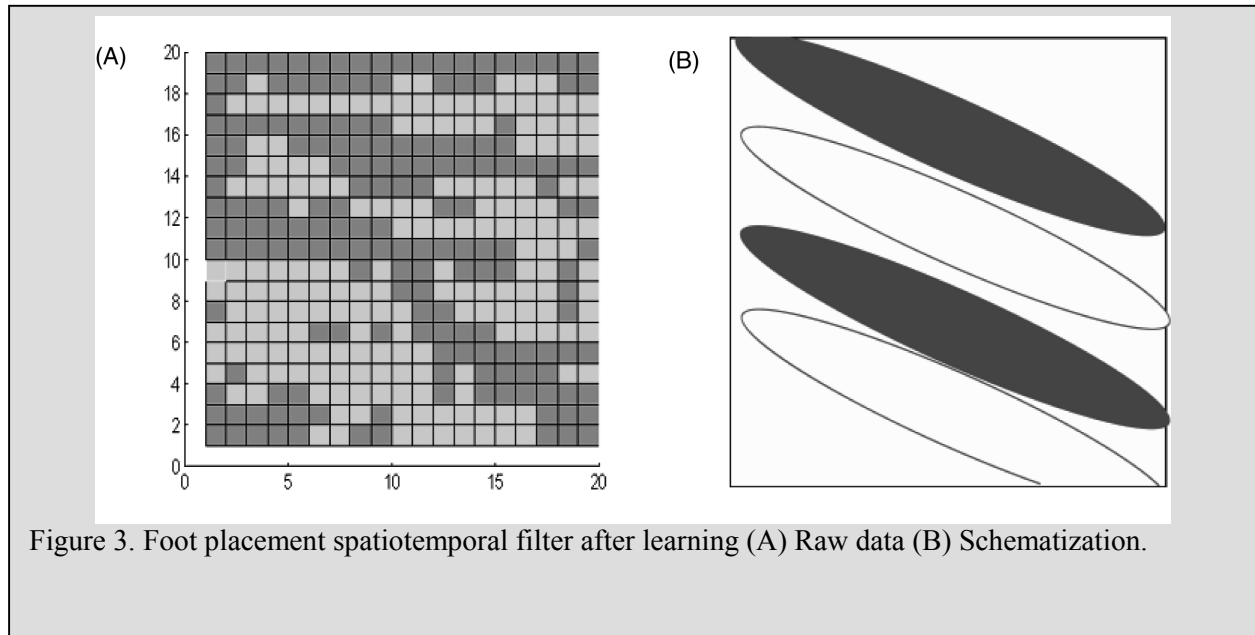 (A)
(B)
20
18
16
14
12
10
8
6
4
2
0
0 5 10 15 20
Figure 3. Foot placement spatiotemporal filter after learning (A) Raw data (B) Schematization.